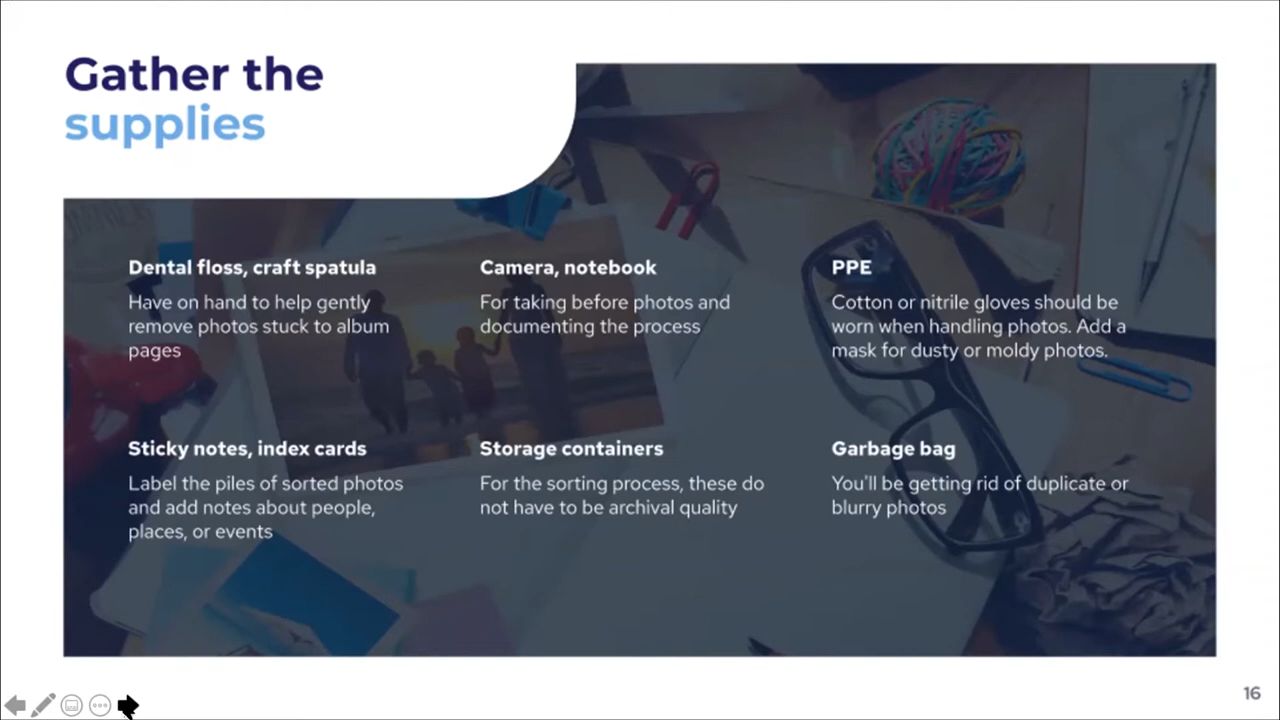 Gather the
supplies
Dental floss, craft spatula
Have on hand to help gently
remove photos stuck to album
pages
Camera, notebook
For taking before photos and
documenting the process
PPE
Cotton or nitrile gloves should be
worn when handling photos. Add a
mask for dusty or moldy photos.
Sticky notes, index cards
Label the piles of sorted photos
and add notes about people,
places, or events
Storage containers
For the sorting process, these do
not have to be archival quality
Garbage bag
You'll be getting rid of duplicate or
blurry photos
16